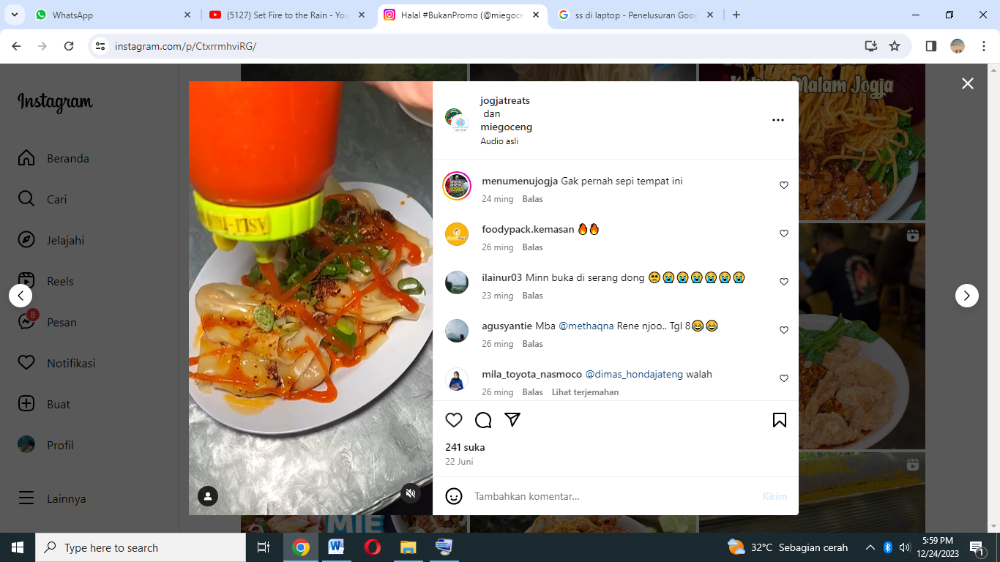 WhatsApp
(5127) Set Fire to the Rain - You
Halal #BukanPromo (@miegoce
ss di laptop - Penelusuran Goog
instagram.com/p/CtxrrmhviRG/
Instagram
Beranda
Cari
Jelajahi
Reels
8
Pesan
Notifikasi
Buat
Profil
Lainnya
Malam Jogja
MIE
jogjatreats
dan
miegoceng
Audio asli
menumenujogja Gak pernah sepi tempat ini
24 ming Balas
foodypack.kemasan 🔥🔥
26 ming Balas
ilainur03 Minn buka di serang dong 🥺😭😭😭😭😭😭
23 ming Balas
agusyantie Mba @methaqna Rene njoo.. Tgl 8😂😂
26 ming Balas
mila_toyota_nasmoco @dimas_hondajateng walah
26 ming Balas Lihat terjemahan
241 suka
22 Juni
Tambahkan komentar...
Kirim
Type here to search
32°C Sebagian cerah
5:59 PM
12/24/2023
1